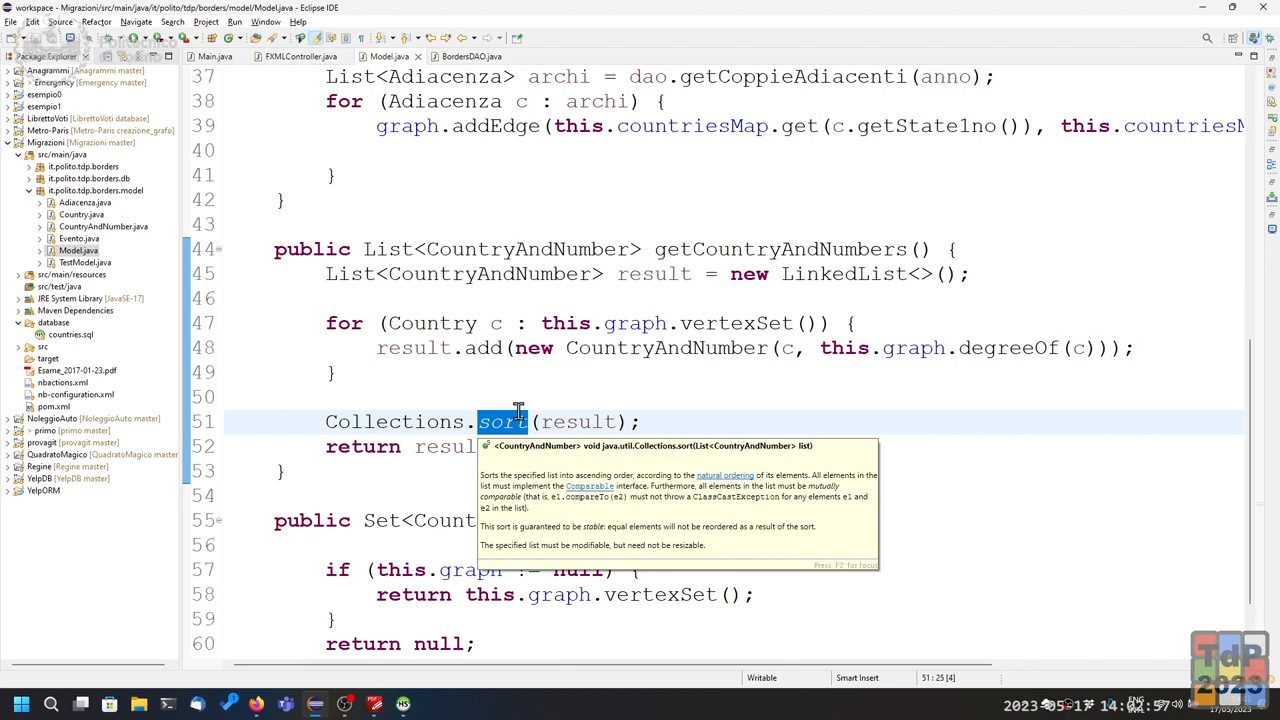 workspace - Migrazioni/src/main/java/it/polito/tdp/borders/model/Model.java - Eclipse IDE
File Edit Source Refactor Navigate Search Project Run Window Help
Package Explorer
Main.java FXMLController.java Model.java BordersDAO.java
Anagrammi [Anagrammi master]
> Emergency [Emergency master]
esempio0
esempio1
LibrettoVoti [LibrettoVoti database]
Metro-Paris [Metro-Paris creazione_grafo]
Migrazioni [Migrazioni master]
src/main/java
it.polito.tdp.borders
it.polito.tdp.borders.db
it.polito.tdp.borders.model
Adiacenza.java
Country.java
CountryAndNumber.java
Evento.java
Model.java
TestModel.java
src/main/resources
src/test/java
JRE System Library [JavaSE-17]
Maven Dependencies
database
countries.sql
src
target
Esame_2017-01-23.pdf
nbactions.xml
nb-configuration.xml
pom.xml
NoleggioAuto [NoleggioAuto master]
> primo [primo master]
provagit [provagit master]
QuadratoMagico [QuadratoMagico master]
Regine [Regine master]
YelpDB [YelpDB master]
YelpORM
37 List<Adiacenza> archi = dao.getCoppieAdiacenti(anno);
38 for (Adiacenza c : archi) {
39 graph.addEdge(this.countriesMap.get(c.getState1no()), this.countriesM
40
41 }
42 }
43
44 public List<CountryAndNumber> getCountryAndNumbers() {
45 List<CountryAndNumber> result = new LinkedList<>();
46
47 for (Country c : this.graph.vertexSet()) {
48 result.add(new CountryAndNumber(c, this.graph.degreeOf(c)));
49 }
50
51 Collections.sort(result);
52 return resul
53 }
54
55 public Set<Count
56
57 if (this.graph != null) {
58 return this.graph.vertexSet();
59 }
60 return null;
<CountryAndNumber> void java.util.Collections.sort(List<CountryAndNumber> list)
Sorts the specified list into ascending order, according to the natural ordering of its elements. All elements in the
list must implement the Comparable interface. Furthermore, all elements in the list must be mutually
comparable (that is, e1.compareTo(e2) must not throw a ClassCastException for any elements e1 and
e2 in the list).
This sort is guaranteed to be stable: equal elements will not be reordered as a result of the sort.
The specified list must be modifiable, but need not be resizable.
Press 'F2' for focus
Writable Smart Insert 51 : 25 [4]
TdP
2023
ENG
17/05/2023